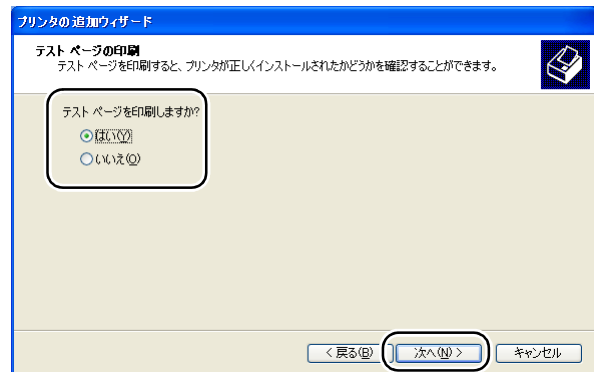 プリンタの追加ウィザード
テスト ページの印刷
テスト ページを印刷すると、プリンタが正しくインストールされたかどうかを確認することができます。
テスト ページを印刷しますか?
はい(Y)
いいえ(O)
< 戻る(B)
次へ(N) >
キャンセル